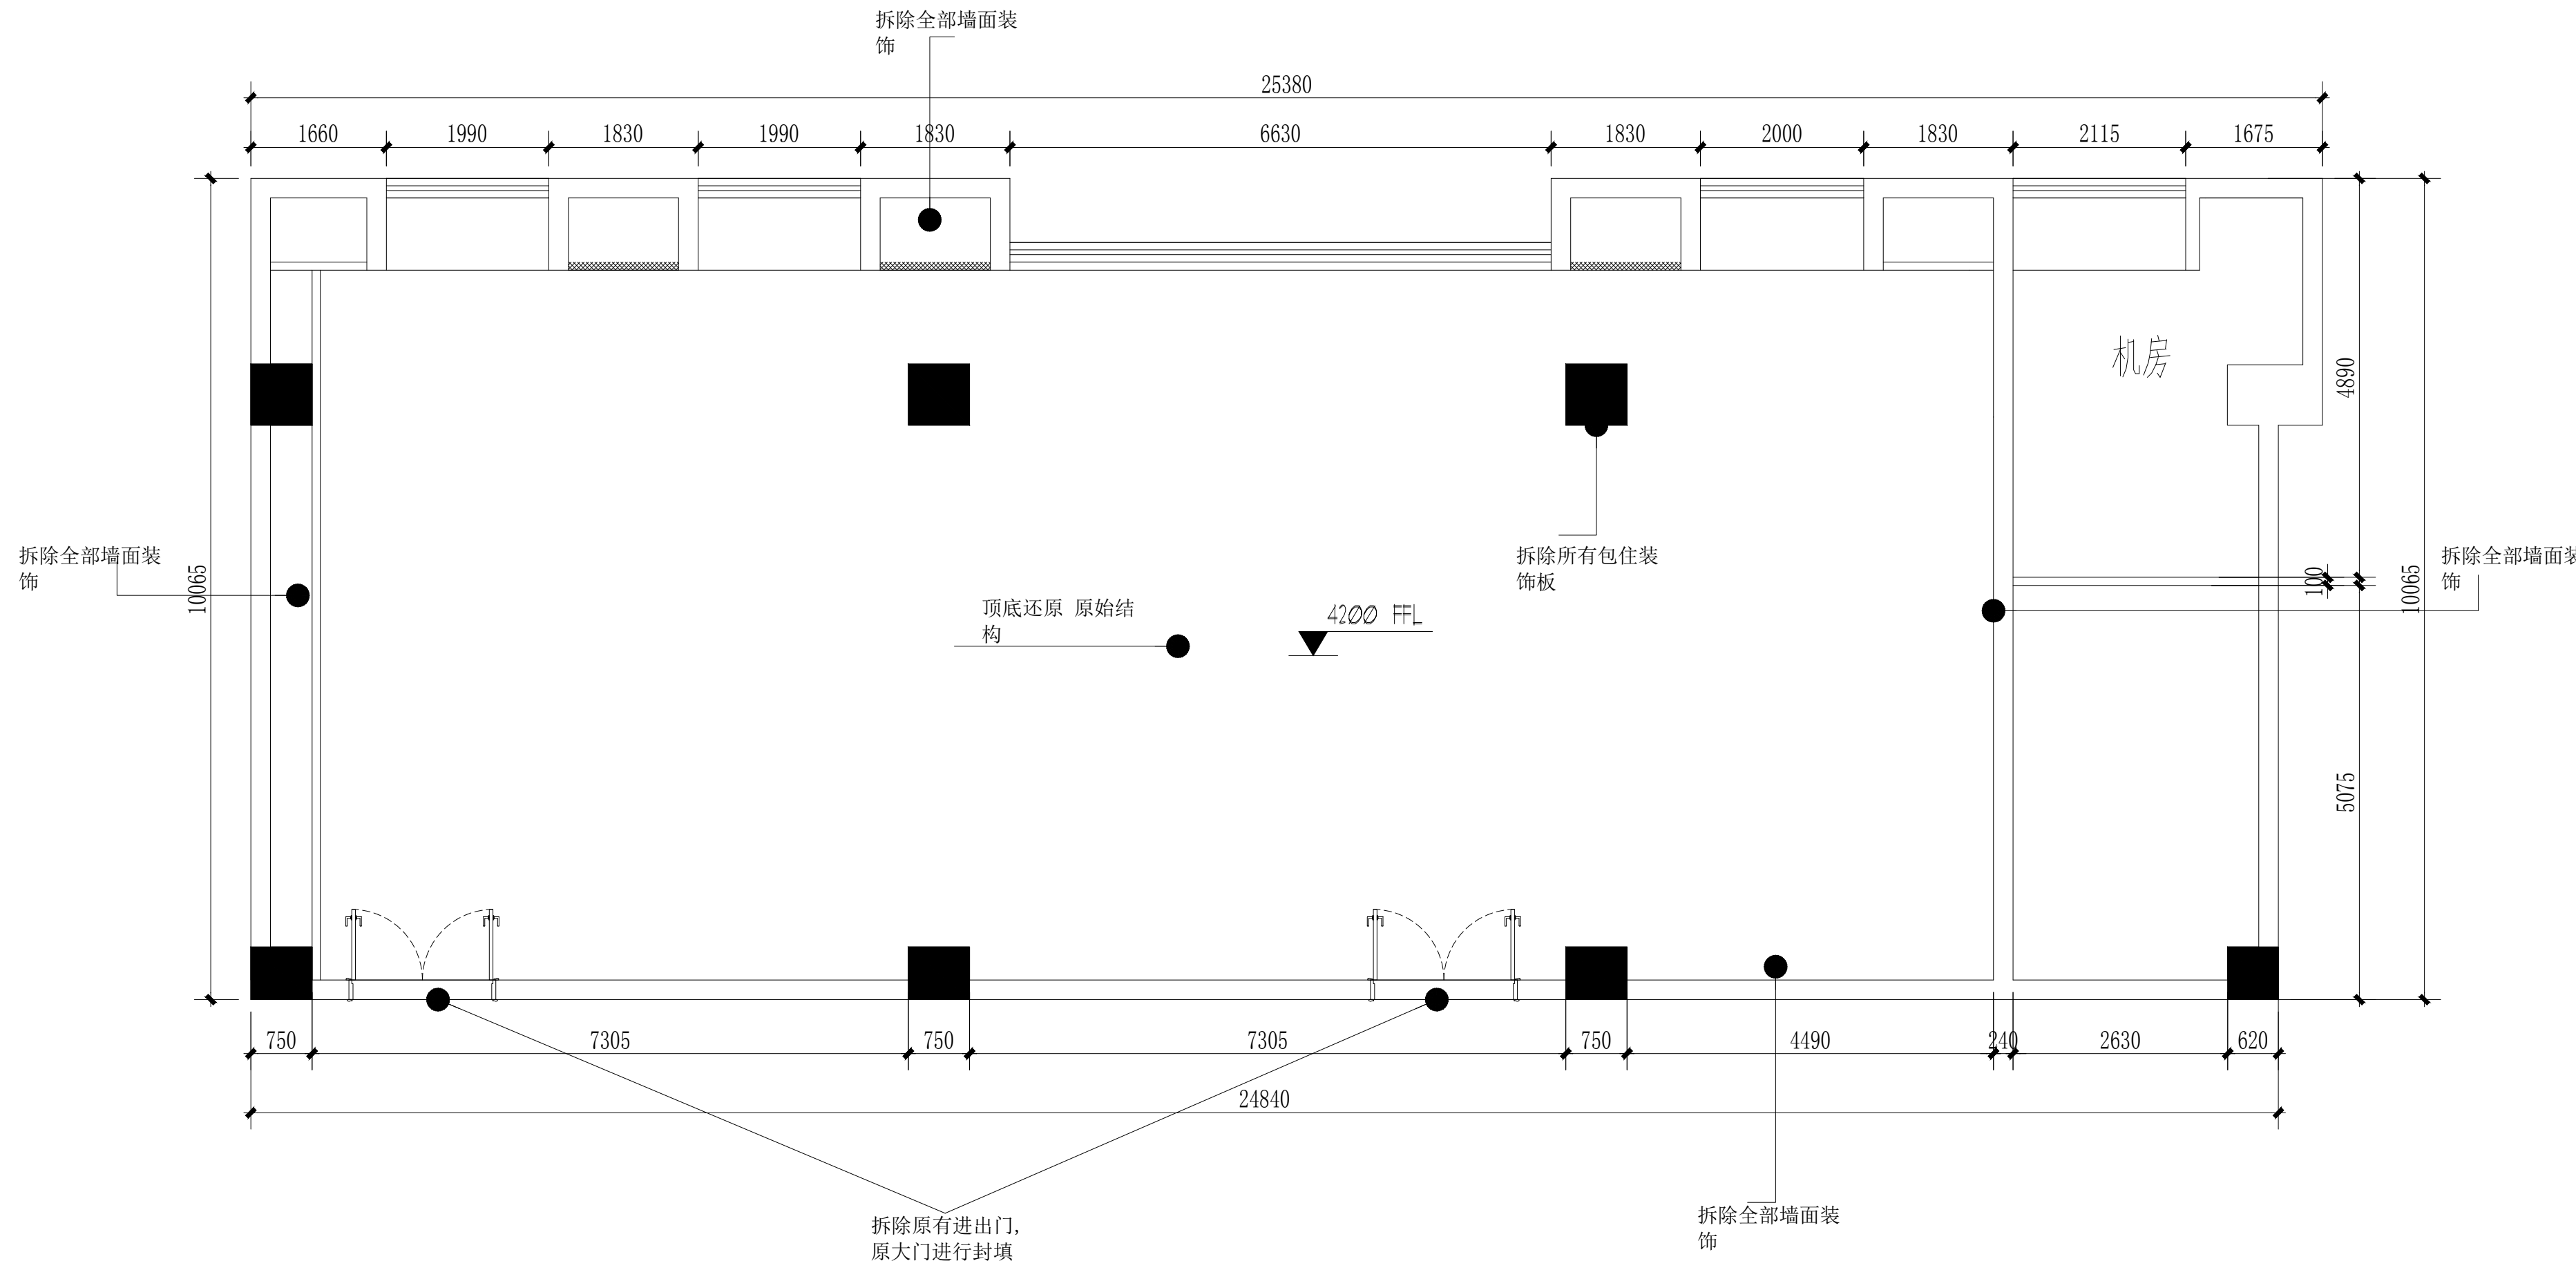 拆除全部墙面装
饰
25380
1660
1990
1830
1990
1830
6630
1830
2000
1830
2115
1675
机房
4890
拆除全部墙面装
饰
10065
拆除所有包住装
饰板
顶底还原 原始结
构
4200 FFL
100
10065
拆除全部墙面装
饰
5075
750
7305
750
7305
750
4490
240
2630
620
24840
拆除原有进出门,
原大门进行封填
拆除全部墙面装
饰